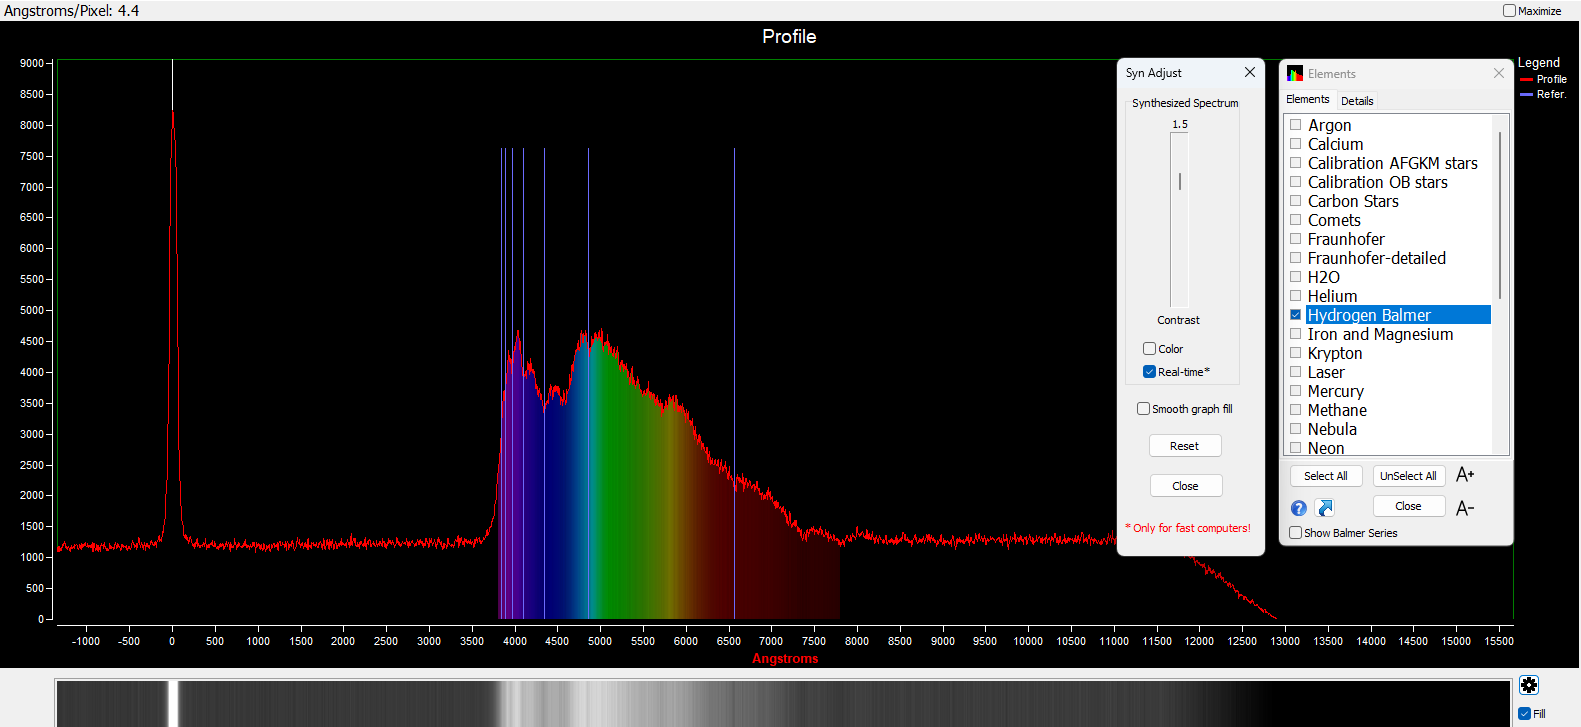 Angstroms/Pixel: 4.4
Maximize
Profile
9000
8500
8000
7500
7000
6500
6000
5500
5000
4500
4000
3500
3000
2500
2000
1500
1000
500
0
-1000 -500 0 500 1000 1500 2000 2500 3000 3500 4000 4500 5000 5500 6000 6500 7000 7500 8000 8500 9000 9500 10000 10500 11000 11500 12000 12500 13000 13500 14000 14500 15000 15500
Angstroms
Syn Adjust
Synthesized Spectrum
1.5
Contrast
Color
Real-time*
Smooth graph fill
Reset
Close
* Only for fast computers!
Elements
Elements Details
Argon
Calcium
Calibration AFGKM stars
Calibration OB stars
Carbon Stars
Comets
Fraunhofer
Fraunhofer-detailed
H2O
Helium
Hydrogen Balmer
Iron and Magnesium
Krypton
Laser
Mercury
Methane
Nebula
Neon
Select All UnSelect All A+
? Close A-
Show Balmer Series
Legend
Profile
Refer.
Fill